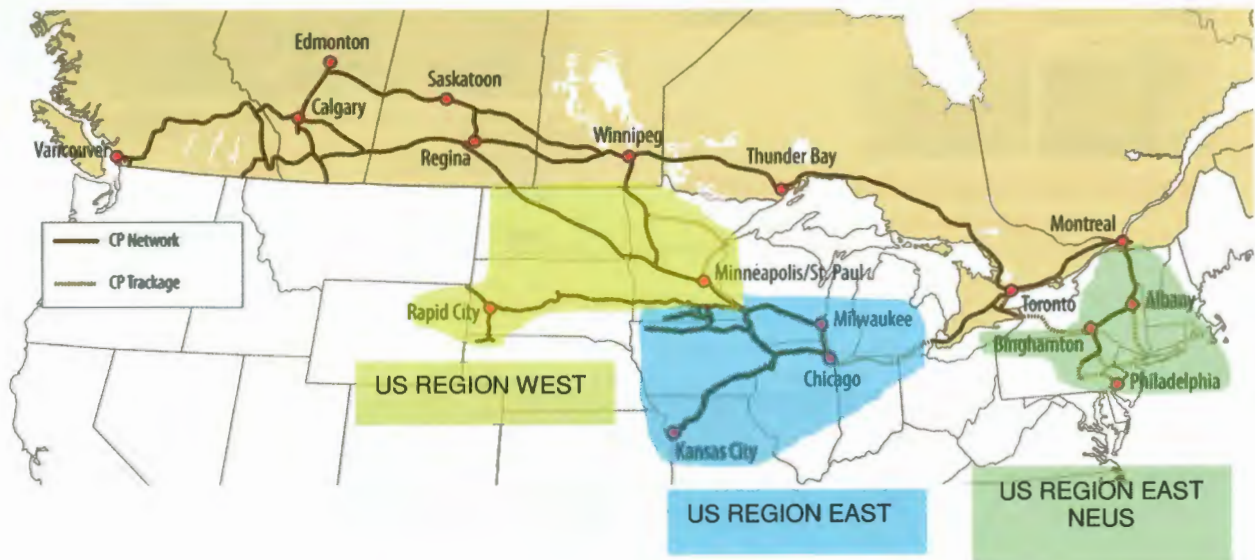 Edmonton
Saskatoon
Calgary
Winnipeg
Vancouver
Regina
Thunder Bay
Montreal
CP Network
CP Trackage
Minneapolis/St. Paul
Toronto
Albany
Rapid City
Milwaukee
Binghamton
Chicago
Philadelphia
US REGION WEST
Kansas City
US REGION EAST
US REGION EAST
NEUS